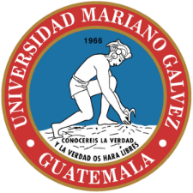 UNIVERSIDAD MARIANO GALVEZ
1966
CONOCEREIS LA VERDAD
Y LA VERDAD OS HARA LIBRES
GUATEMALA